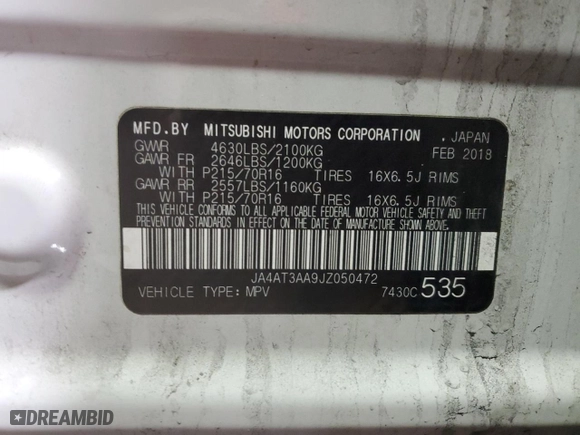 MFD.BY MITSUBISHI MOTORS CORPORATION , JAPAN
GVWR 4630LBS/2100KG FEB 2018
GAWR FR 2646LBS/1200KG
WITH P215/70R16 TIRES 16X6.5J RIMS
GAWR RR 2557LBS/1160KG
WITH P215/70R16 TIRES 16X6.5J RIMS
THIS VEHICLE CONFORMS TO ALL APPLICABLE FEDERAL MOTOR VEHICLE SAFETY AND THEFT
PREVENTION STANDARDS IN EFFECT ON THE DATE OF MANUFACTURE SHOWN ABOVE.
JA4AT3AA9JZ050472
VEHICLE TYPE:MPV 7430C 535
DREAMBID